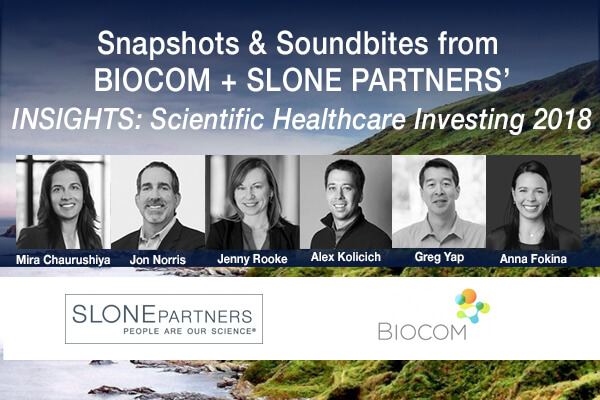 Snapshots & Soundbites from
BIOCOM + SLONE PARTNERS’
INSIGHTS: Scientific Healthcare Investing 2018
Mira Chaurushiya Jon Norris Jenny Rooke Alex Kolicich Greg Yap Anna Fokina
SLONEPARTNERS
PEOPLE ARE OUR SCIENCE®
BIOCOM